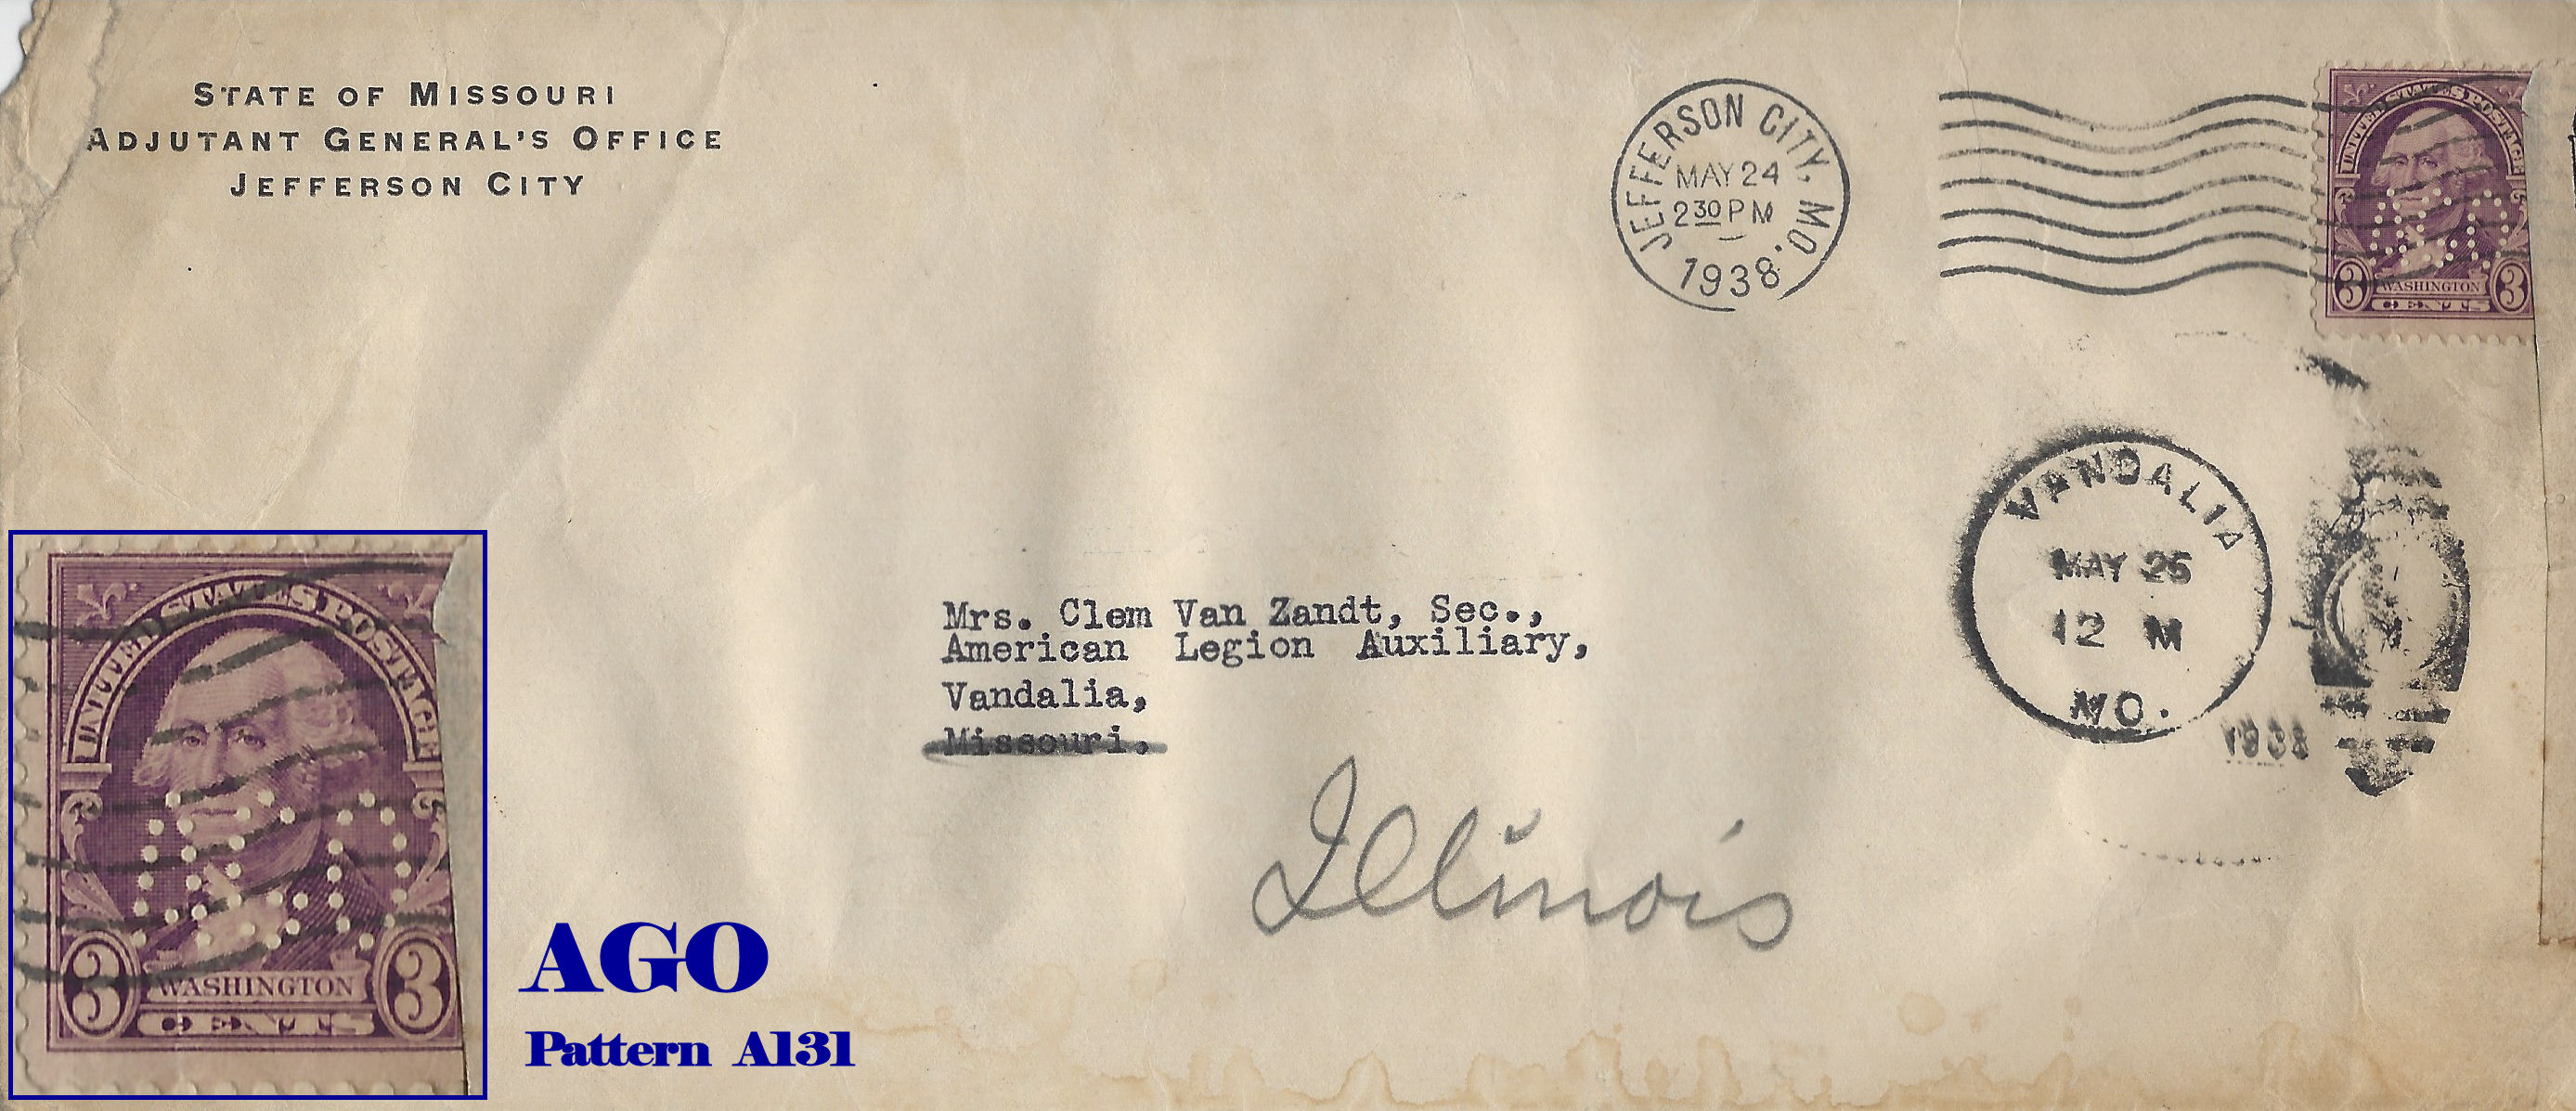 STATE OF MISSOURI
ADJUTANT GENERAL'S OFFICE
JEFFERSON CITY
JEFFERSON CITY, MO.
MAY 24
2 30 PM
1938
UNITED STATES POSTAGE
3 WASHINGTON 3
CENTS
VANDALIA
MAY 25
12 M
MO.
1938
Mrs. Clem Van Zandt, Sec.,
American Legion Auxiliary,
Vandalia,
Missouri.
Illinois
UNITED STATES POSTAGE
3 WASHINGTON 3
CENTS
AGO
Pattern A131